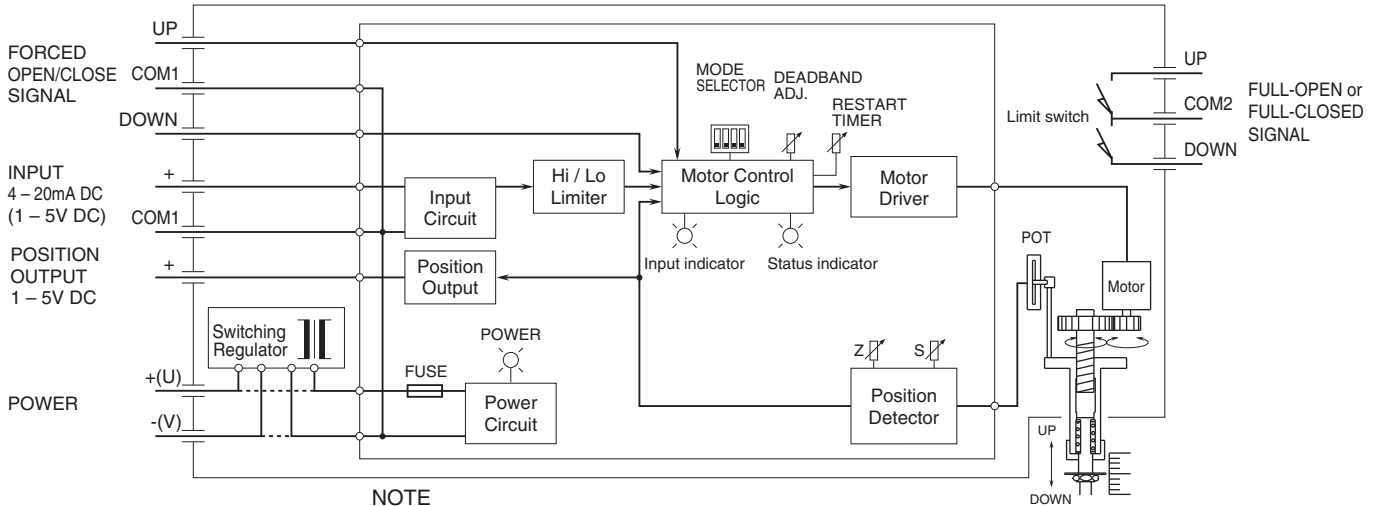 UP
FORCED
OPEN/CLOSE
SIGNAL
COM1
DOWN
INPUT
4 – 20mA DC
(1 – 5V DC)
+
COM1
POSITION
OUTPUT
1 – 5V DC
+
Switching
Regulator
POWER
+(U)
-(V)
FUSE
POWER
Power
Circuit
Input
Circuit
Position
Output
Hi / Lo
Limiter
MODE
SELECTOR
DEADBAND
ADJ.
RESTART
TIMER
Motor Control
Logic
Input indicator
Status indicator
Motor
Driver
Z
S
Position
Detector
POT
Motor
UP
DOWN
Limit switch
UP
COM2
DOWN
FULL-OPEN or
FULL-CLOSED
SIGNAL
NOTE